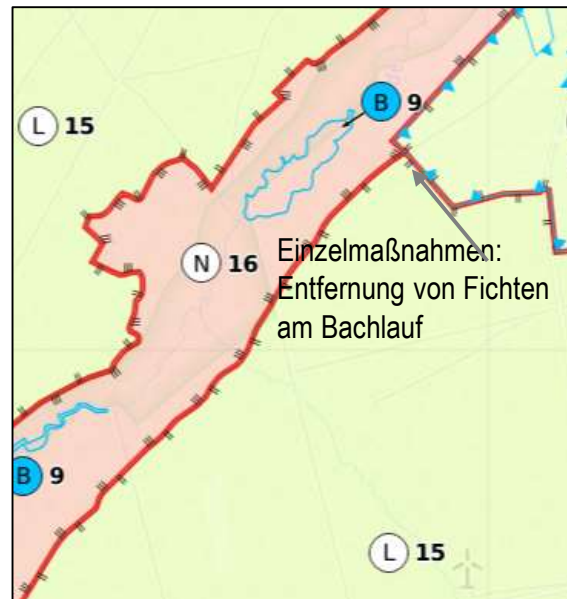 B 9
L 15
N 16
Einzelmaßnahmen:
Entfernung von Fichten
am Bachlauf
B 9
L 15